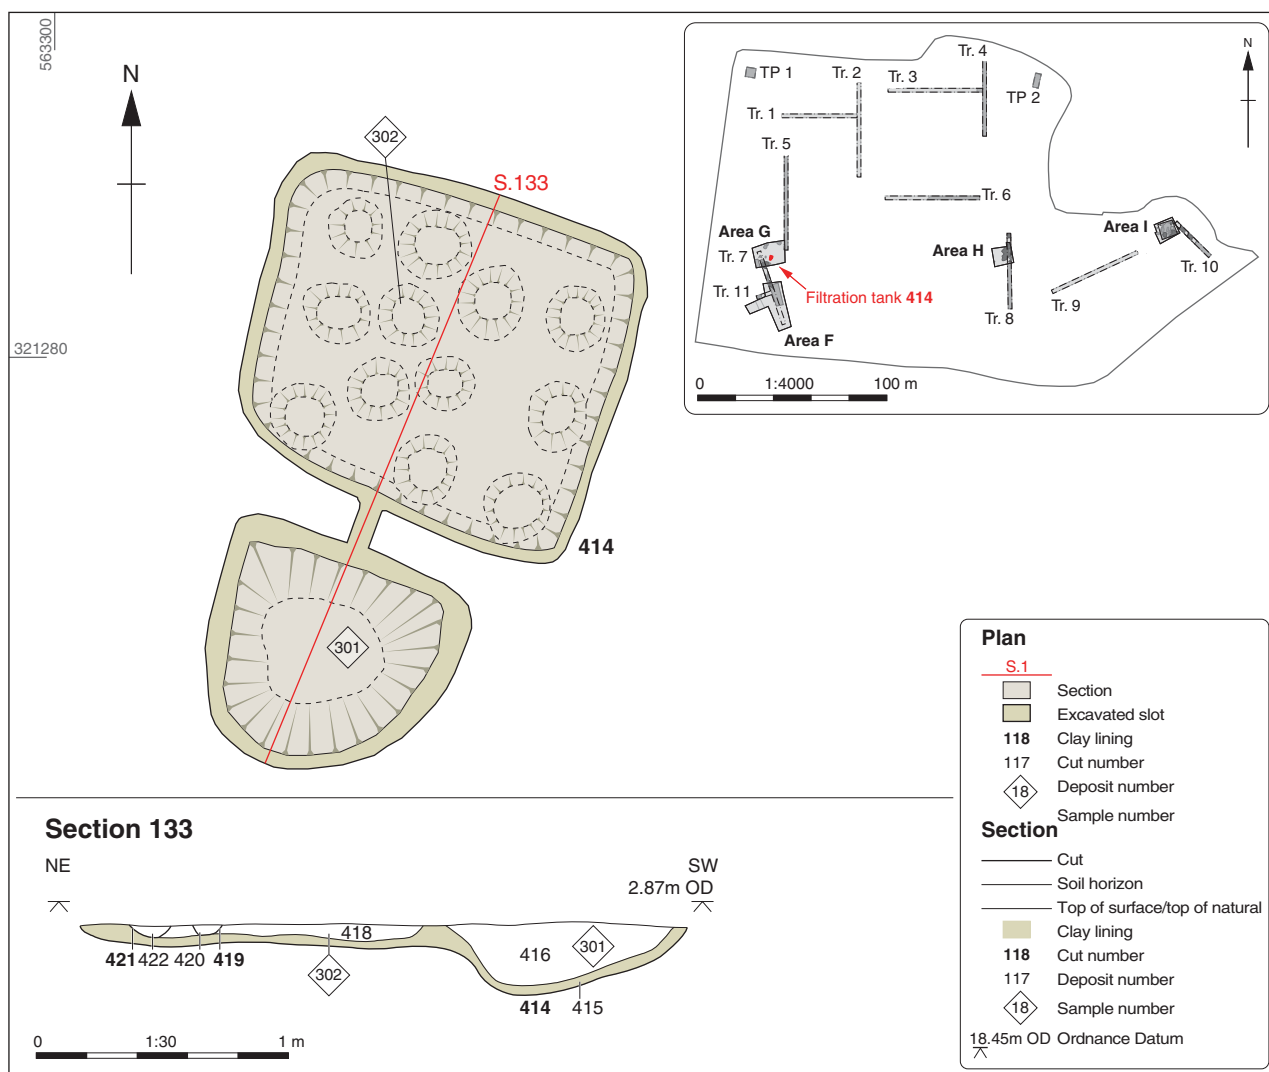 563300
N
302
S.133
321280
414
301
TP 1
Tr. 2
Tr. 3
Tr. 4
TP 2
N
Tr. 1
Tr. 5
Tr. 6
Area G
Tr. 7
Area H
Area I
Tr. 10
Tr. 11
Filtration tank 414
Tr. 8
Tr. 9
Area F
0 1:4000 100 m
Plan
S.1
Section
Excavated slot
118 Clay lining
117 Cut number
18 Deposit number
Sample number
Section
Cut
Soil horizon
Top of surface/top of natural
Clay lining
118 Cut number
117 Deposit number
18 Sample number
18.45m OD Ordnance Datum
Section 133
NE
SW
2.87m OD
418
416
301
421 422 420 419
302
414 415
0 1:30 1 m